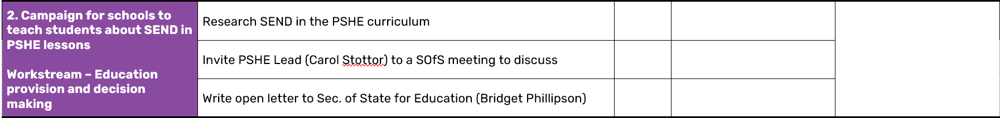 2. Campaign for schools to
teach students about SEND in
PSHE lessons
Workstream – Education
provision and decision
making
Research SEND in the PSHE curriculum
Invite PSHE Lead (Carol Stottor) to a SOfS meeting to discuss
Write open letter to Sec. of State for Education (Bridget Phillipson)